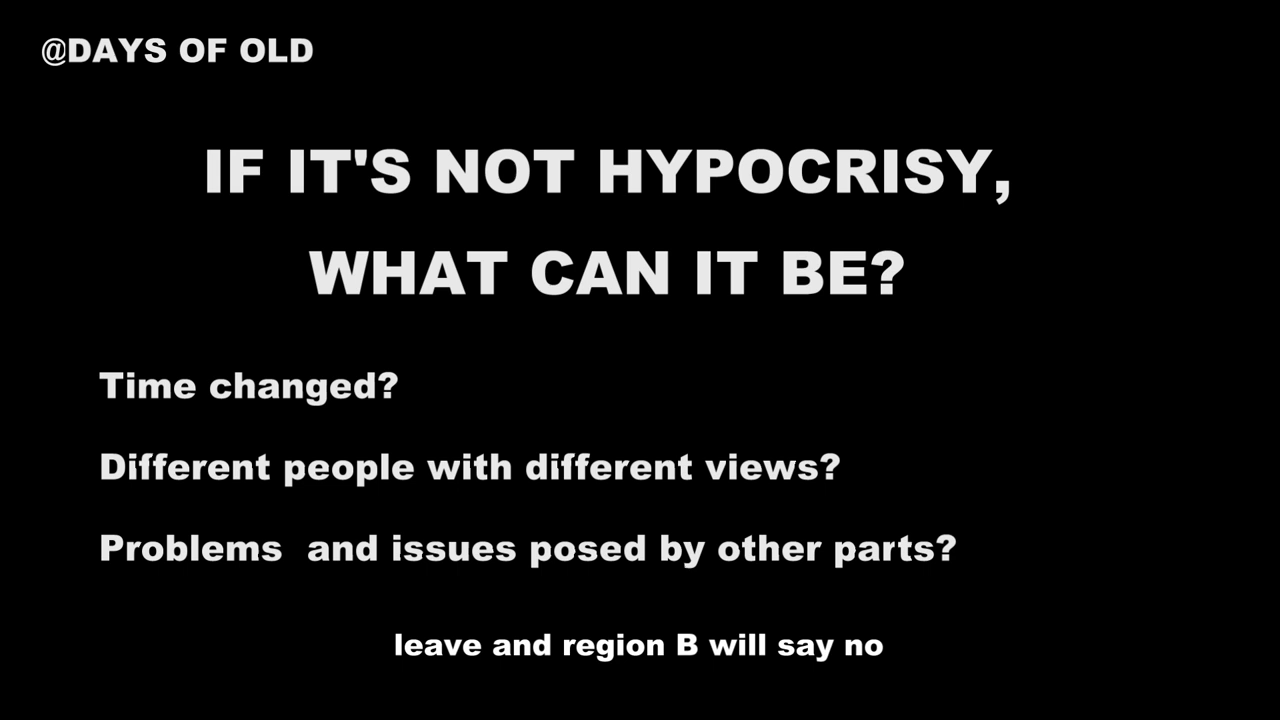 @DAYS OF OLD
IF IT'S NOT HYPOCRISY,
WHAT CAN IT BE?
Time changed?
Different people with different views?
Problems  and issues posed by other parts?
leave and region B will say no